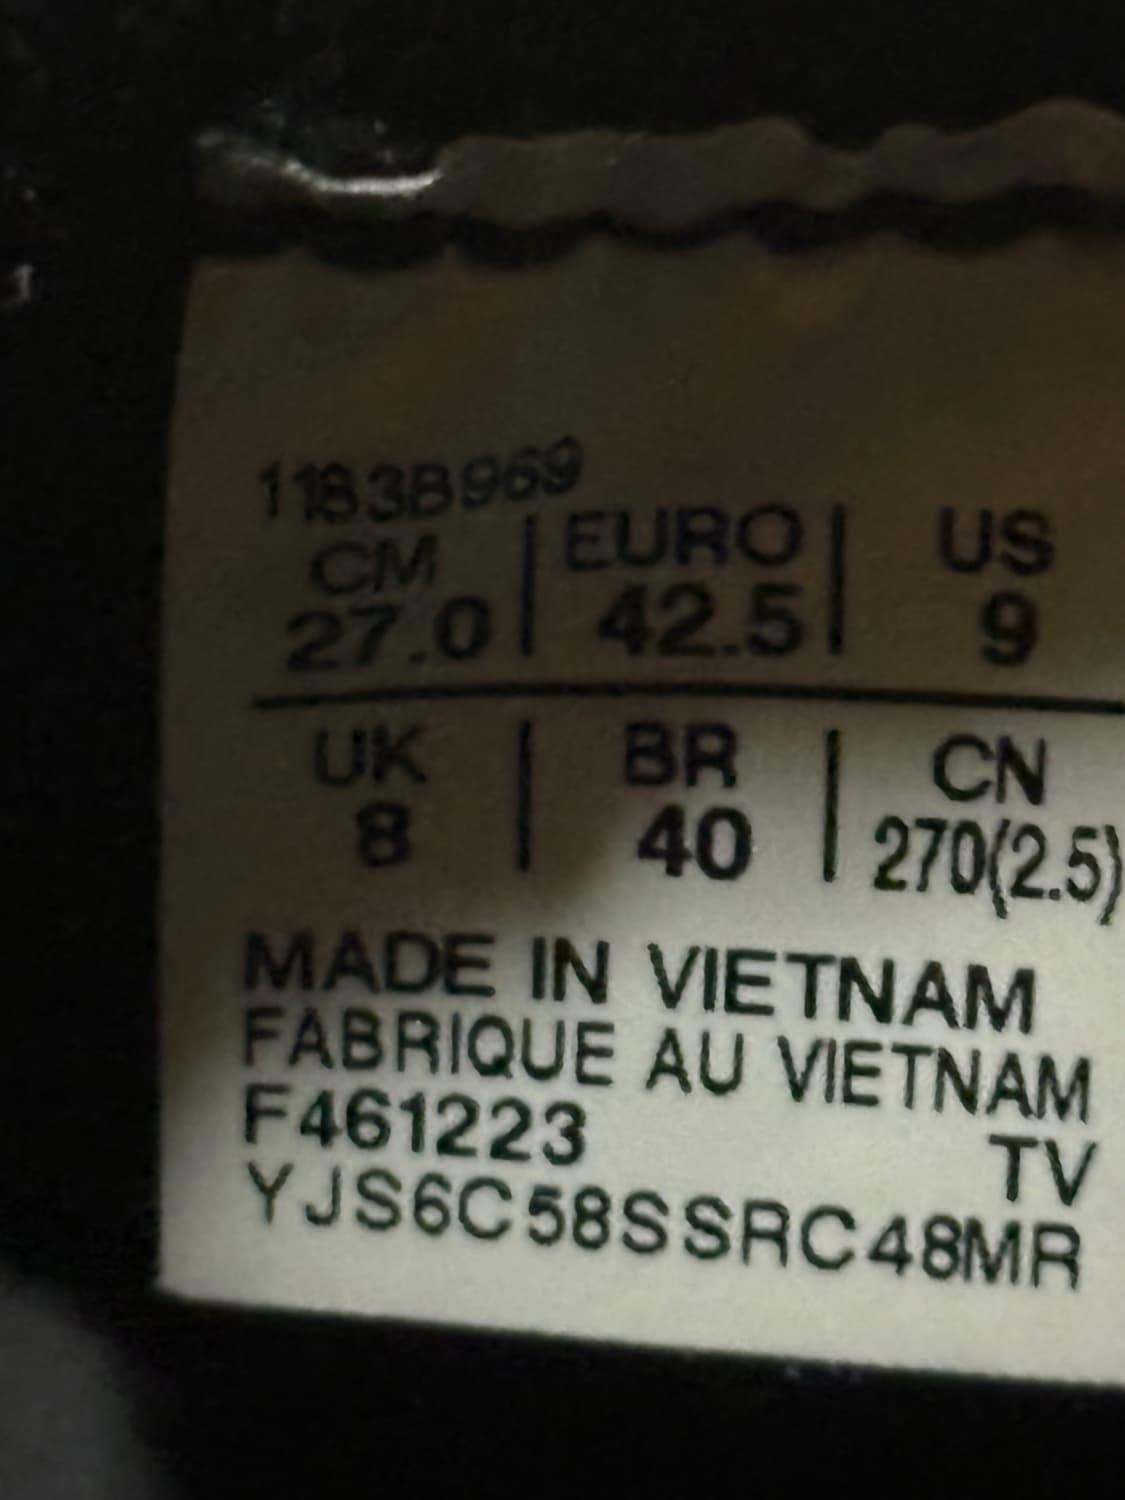 1183B969
CM | EURO | US
27.0 | 42.5 | 9
UK | BR | CN
8 | 40 | 270(2.5)
MADE IN VIETNAM
FABRIQUE AU VIETNAM
F461223 TV
YJS6C58SSRC48MR